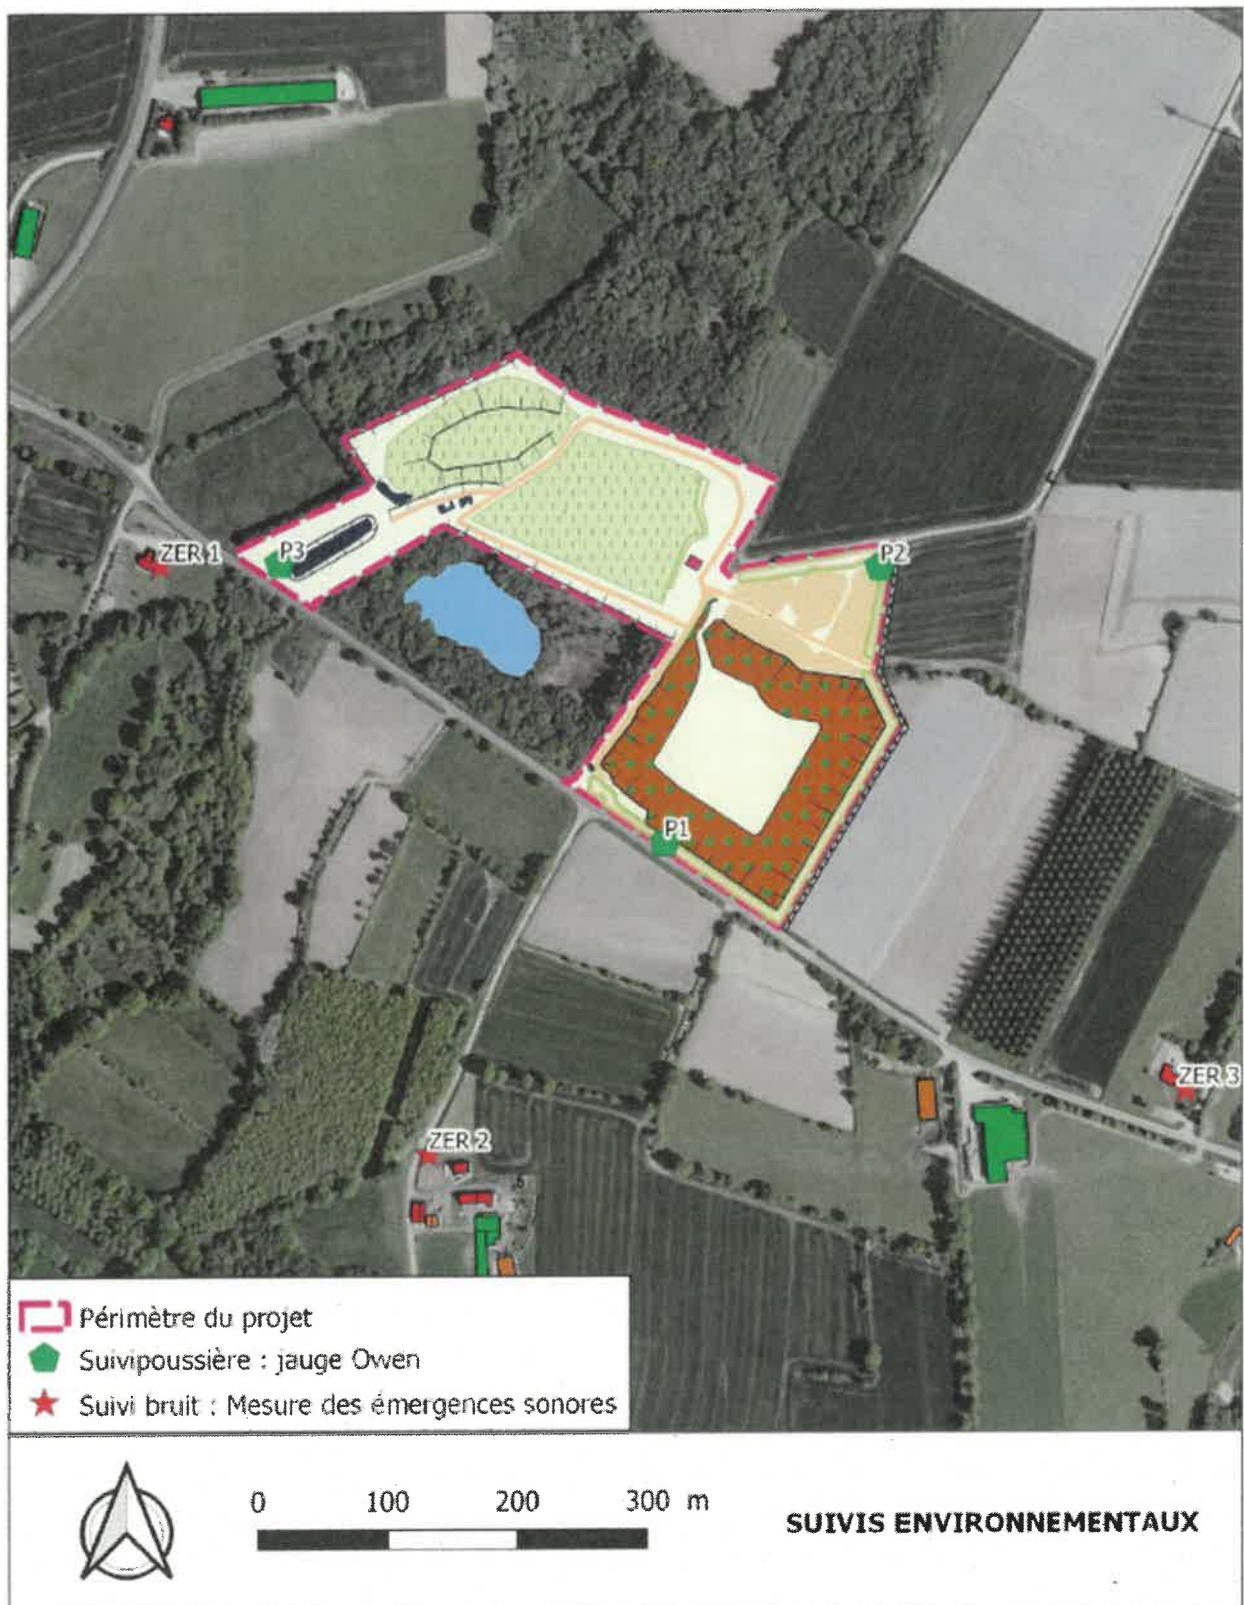 ZER 1
P3
P2
P1
ZER 3
ZER 2
Périmètre du projet
Suivipoussière : jauge Owen
Suivi bruit : Mesure des émergences sonores
0 100 200 300 m
SUIVIS ENVIRONNEMENTAUX